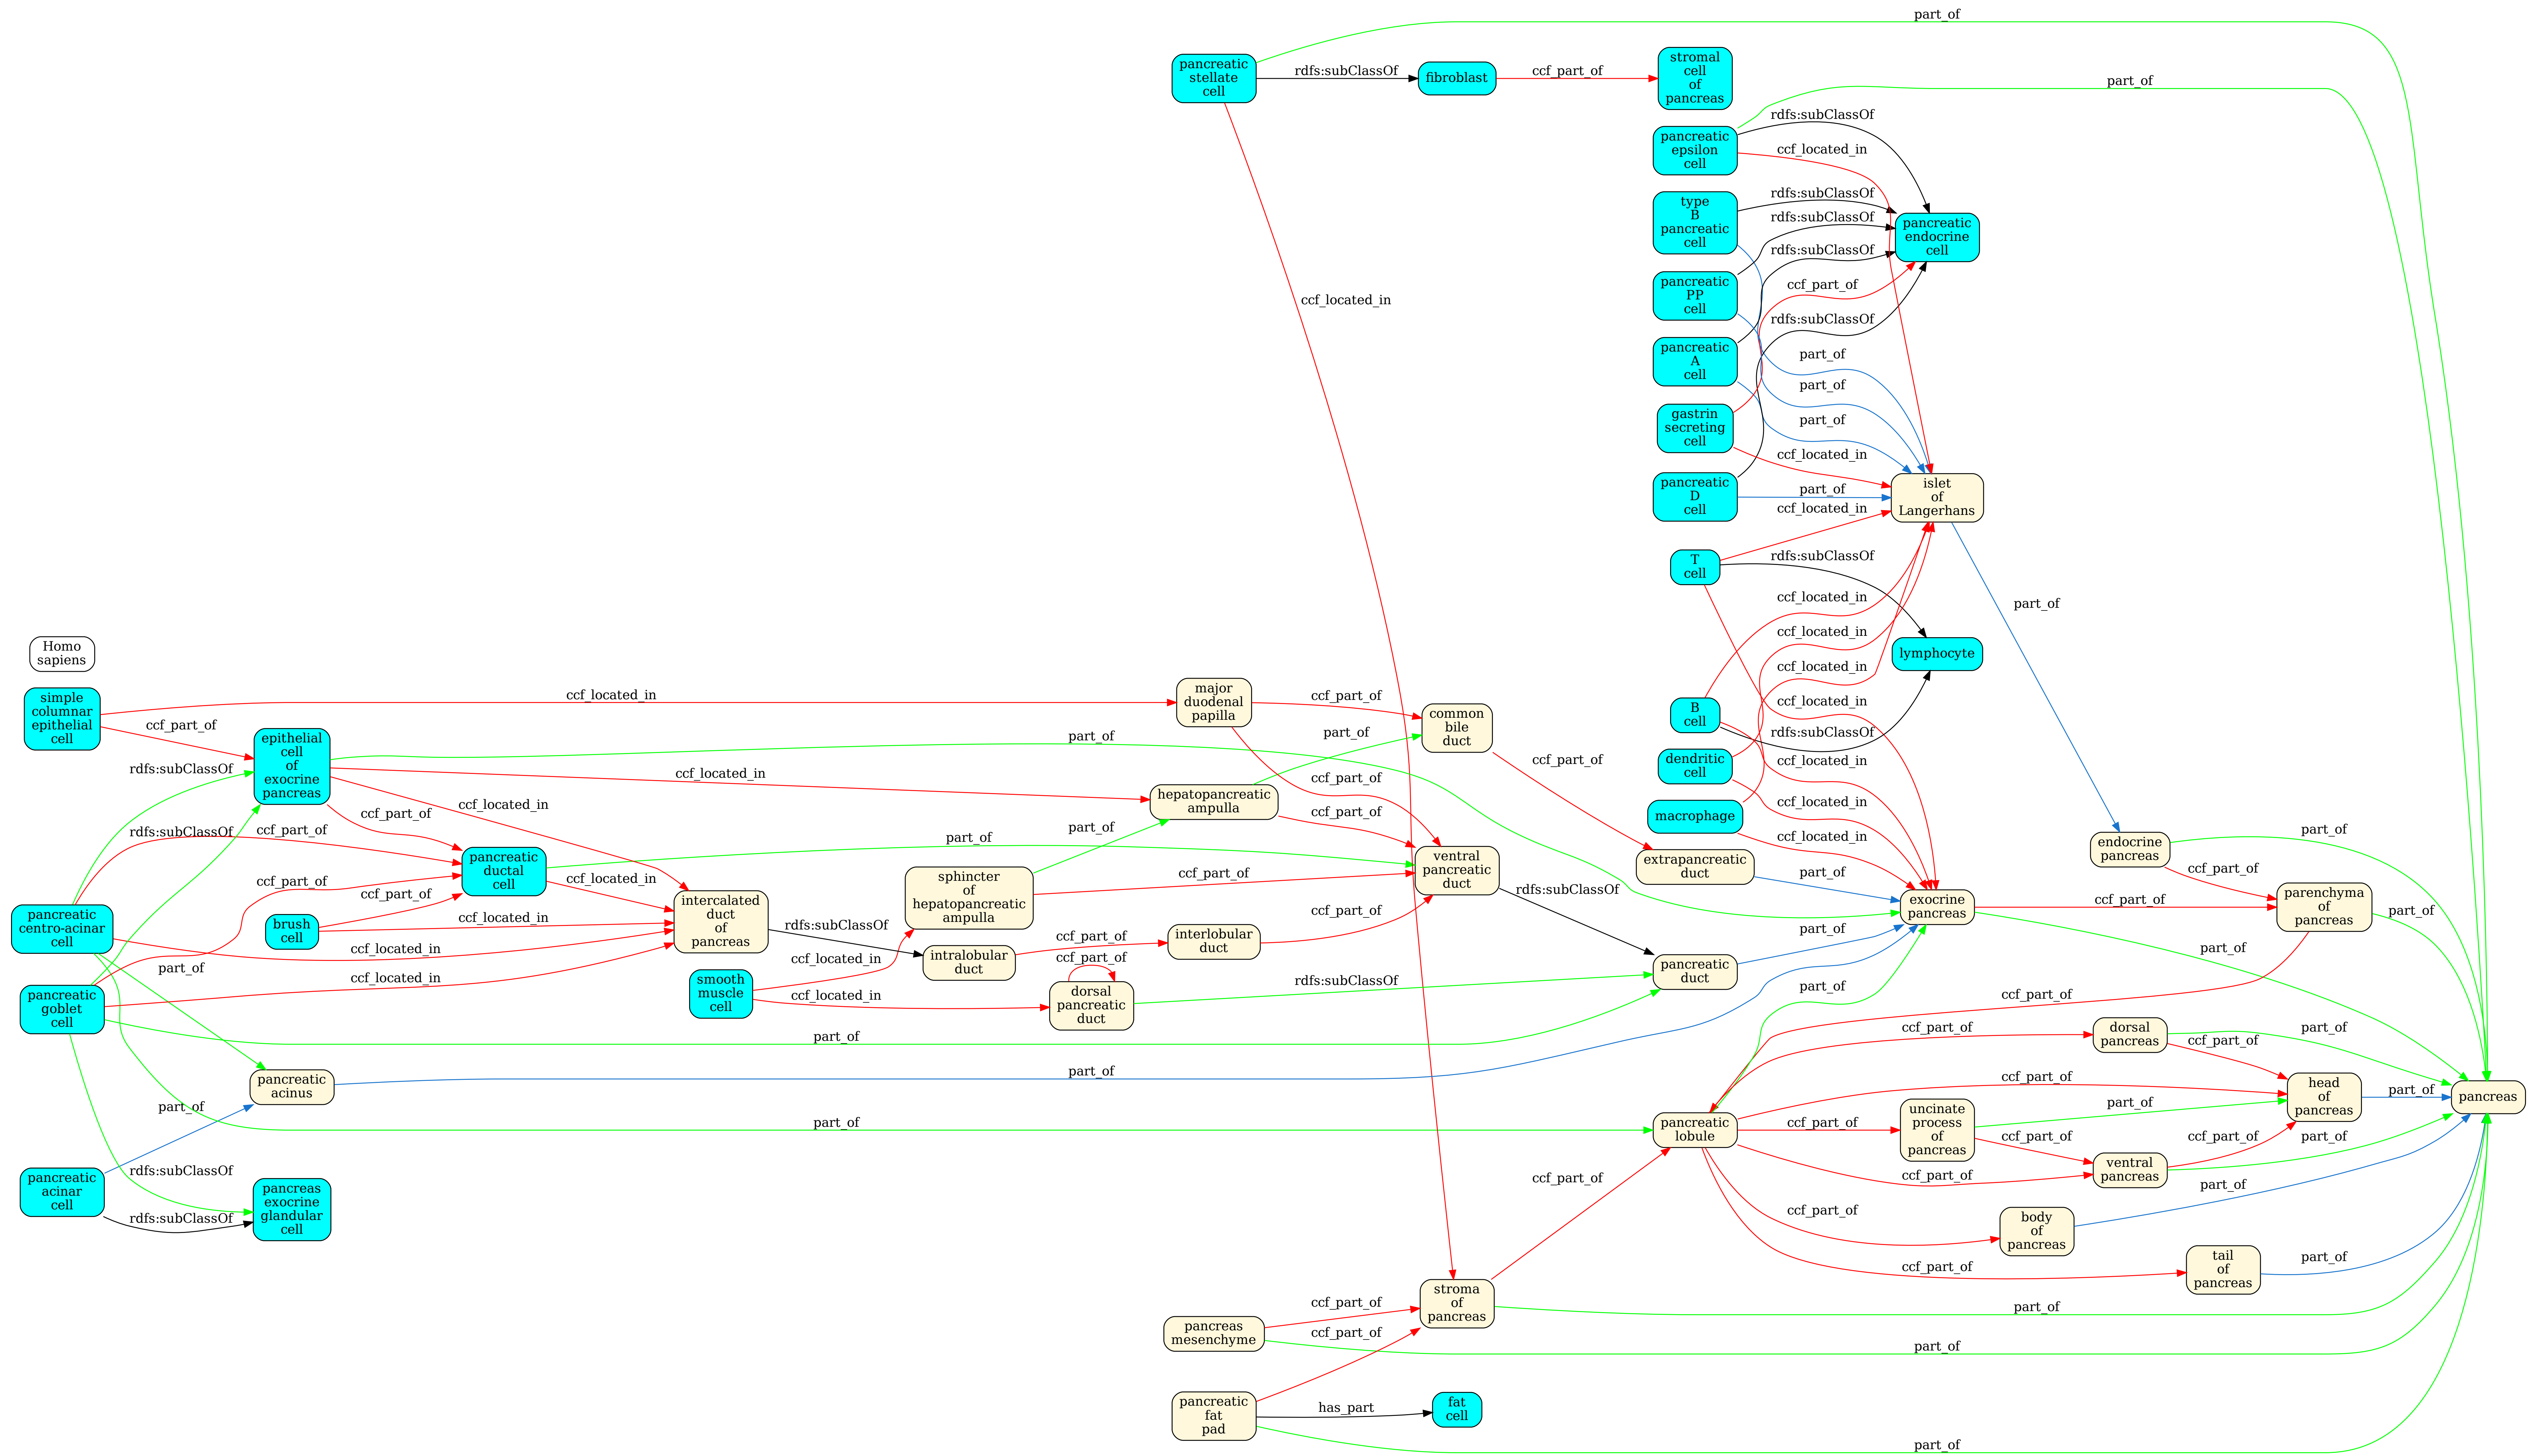 part_of
pancreatic
stellate
cell
rdfs:subClassOf
fibroblast
ccf_part_of
stromal
cell
of
pancreas
part_of
pancreatic
epsilon
cell
rdfs:subClassOf
ccf_located_in
type
B
pancreatic
cell
rdfs:subClassOf
rdfs:subClassOf
pancreatic
endocrine
cell
rdfs:subClassOf
pancreatic
PP
cell
ccf_part_of
ccf_located_in
rdfs:subClassOf
pancreatic
A
cell
part_of
part_of
gastrin
secreting
cell
part_of
ccf_located_in
pancreatic
D
cell
part_of
islet
of
Langerhans
ccf_located_in
T
cell
rdfs:subClassOf
ccf_located_in
part_of
ccf_located_in
lymphocyte
ccf_located_in
Homo
sapiens
simple
columnar
epithelial
cell
ccf_located_in
ccf_part_of
major
duodenal
papilla
ccf_part_of
common
bile
duct
B
cell
ccf_located_in
rdfs:subClassOf
epithelial
cell
of
exocrine
pancreas
rdfs:subClassOf
part_of
part_of
ccf_located_in
ccf_part_of
ccf_part_of
dendritic
cell
ccf_located_in
hepatopancreatic
ampulla
ccf_located_in
ccf_located_in
macrophage
ccf_located_in
rdfs:subClassOf
ccf_part_of
ccf_part_of
part_of
ccf_part_of
part_of
pancreatic
ductal
cell
ccf_located_in
ccf_part_of
ccf_part_of
sphincter
of
hepatopancreatic
ampulla
ccf_part_of
ventral
pancreatic
duct
rdfs:subClassOf
extrapancreatic
duct
part_of
endocrine
pancreas
part_of
ccf_part_of
pancreatic
centro-acinar
cell
brush
cell
ccf_located_in
ccf_located_in
intercalated
duct
of
pancreas
rdfs:subClassOf
intralobular
duct
ccf_part_of
interlobular
duct
ccf_part_of
exocrine
pancreas
ccf_part_of
parenchyma
of
pancreas
part_of
part_of
part_of
part_of
pancreatic
goblet
cell
ccf_located_in
smooth
muscle
cell
ccf_located_in
ccf_located_in
ccf_part_of
dorsal
pancreatic
duct
rdfs:subClassOf
pancreatic
duct
part_of
ccf_part_of
part_of
pancreatic
acinus
part_of
ccf_part_of
dorsal
pancreas
part_of
ccf_part_of
part_of
part_of
pancreatic
lobule
ccf_part_of
ccf_part_of
uncinate
process
of
pancreas
part_of
ccf_part_of
head
of
pancreas
part_of
pancreas
ccf_part_of
part_of
ccf_part_of
ventral
pancreas
pancreatic
acinar
cell
rdfs:subClassOf
rdfs:subClassOf
pancreas
exocrine
glandular
cell
ccf_part_of
ccf_part_of
body
of
pancreas
part_of
ccf_part_of
tail
of
pancreas
part_of
stroma
of
pancreas
part_of
pancreas
mesenchyme
ccf_part_of
ccf_part_of
part_of
pancreatic
fat
pad
has_part
fat
cell
part_of